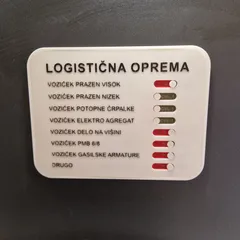 LOGISTIČNA OPREMA
VOZIČEK PRAZEN VISOK
VOZIČEK PRAZEN NIZEK
VOZIČEK POTOPNE ČRPALKE
VOZIČEK ELEKTRO AGREGAT
VOZIČEK DELO NA VIŠINI
VOZIČEK PMB 8/8
VOZIČEK GASILSKE ARMATURE
DRUGO